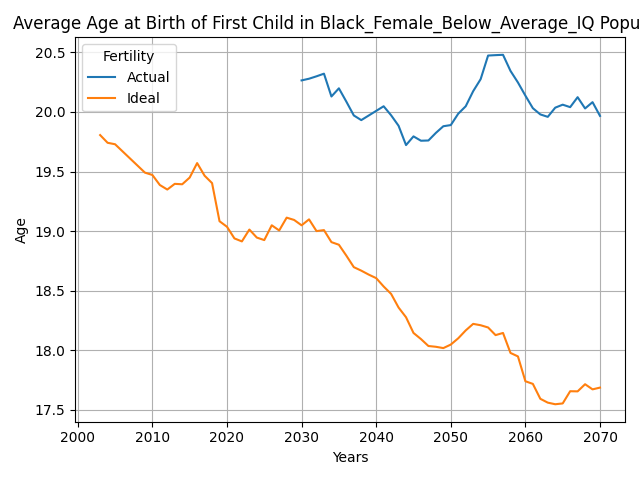 Average Age at Birth of First Child in Black_Female_Below_Average_IQ Popu
Fertility
Actual
Ideal
20.5
20.0
19.5
19.0
18.5
18.0
17.5
Age
2000 2010 2020 2030 2040 2050 2060 2070
Years